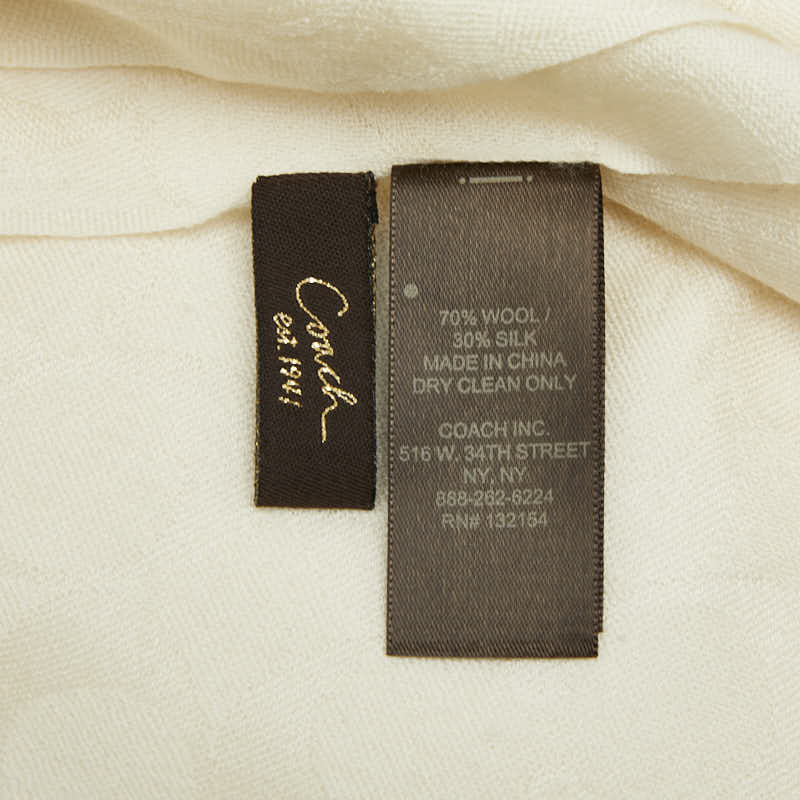 Coach
est. 1941
70% WOOL /
30% SILK
MADE IN CHINA
DRY CLEAN ONLY
COACH INC.
516 W. 34TH STREET
NY, NY
888-262-6224
RN# 132154